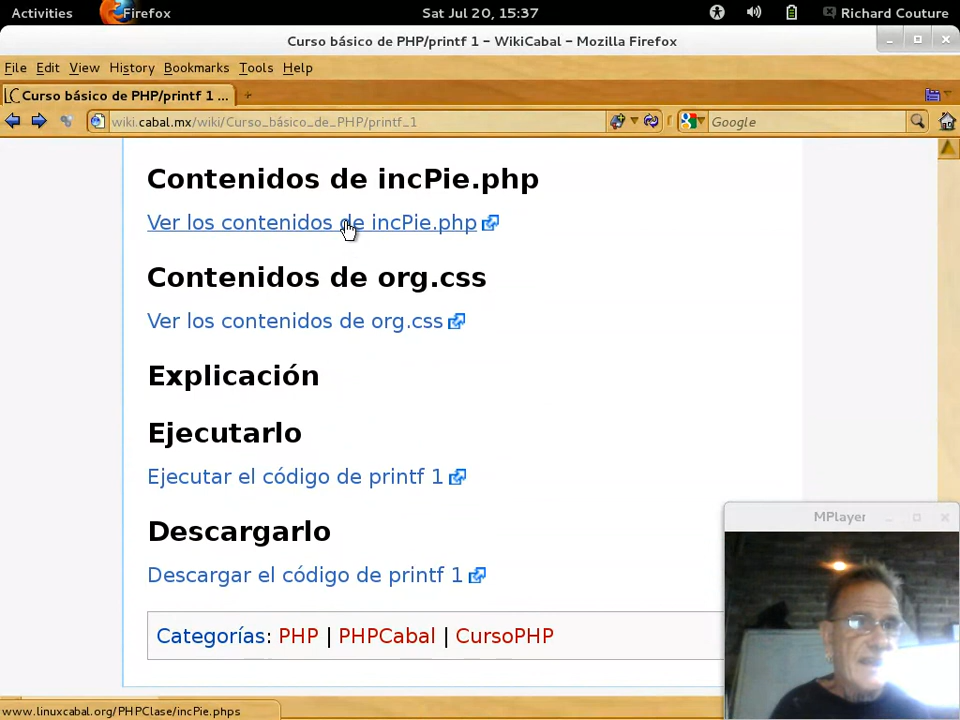 Activities Firefox Sat Jul 20, 15:37 Richard Couture
Curso básico de PHP/printf 1 – WikiCabal – Mozilla Firefox
File Edit View History Bookmarks Tools Help
Curso básico de PHP/printf 1 ...
wiki.cabal.mx/wiki/Curso_básico_de_PHP/printf_1 Google
Contenidos de incPie.php
Ver los contenidos de incPie.php
Contenidos de org.css
Ver los contenidos de org.css
Explicación
Ejecutarlo
Ejecutar el código de printf 1
Descargarlo
Descargar el código de printf 1
MPlayer
Categorías: PHP | PHPCabal | CursoPHP
www.linuxcabal.org/PHPClase/incPie.phps